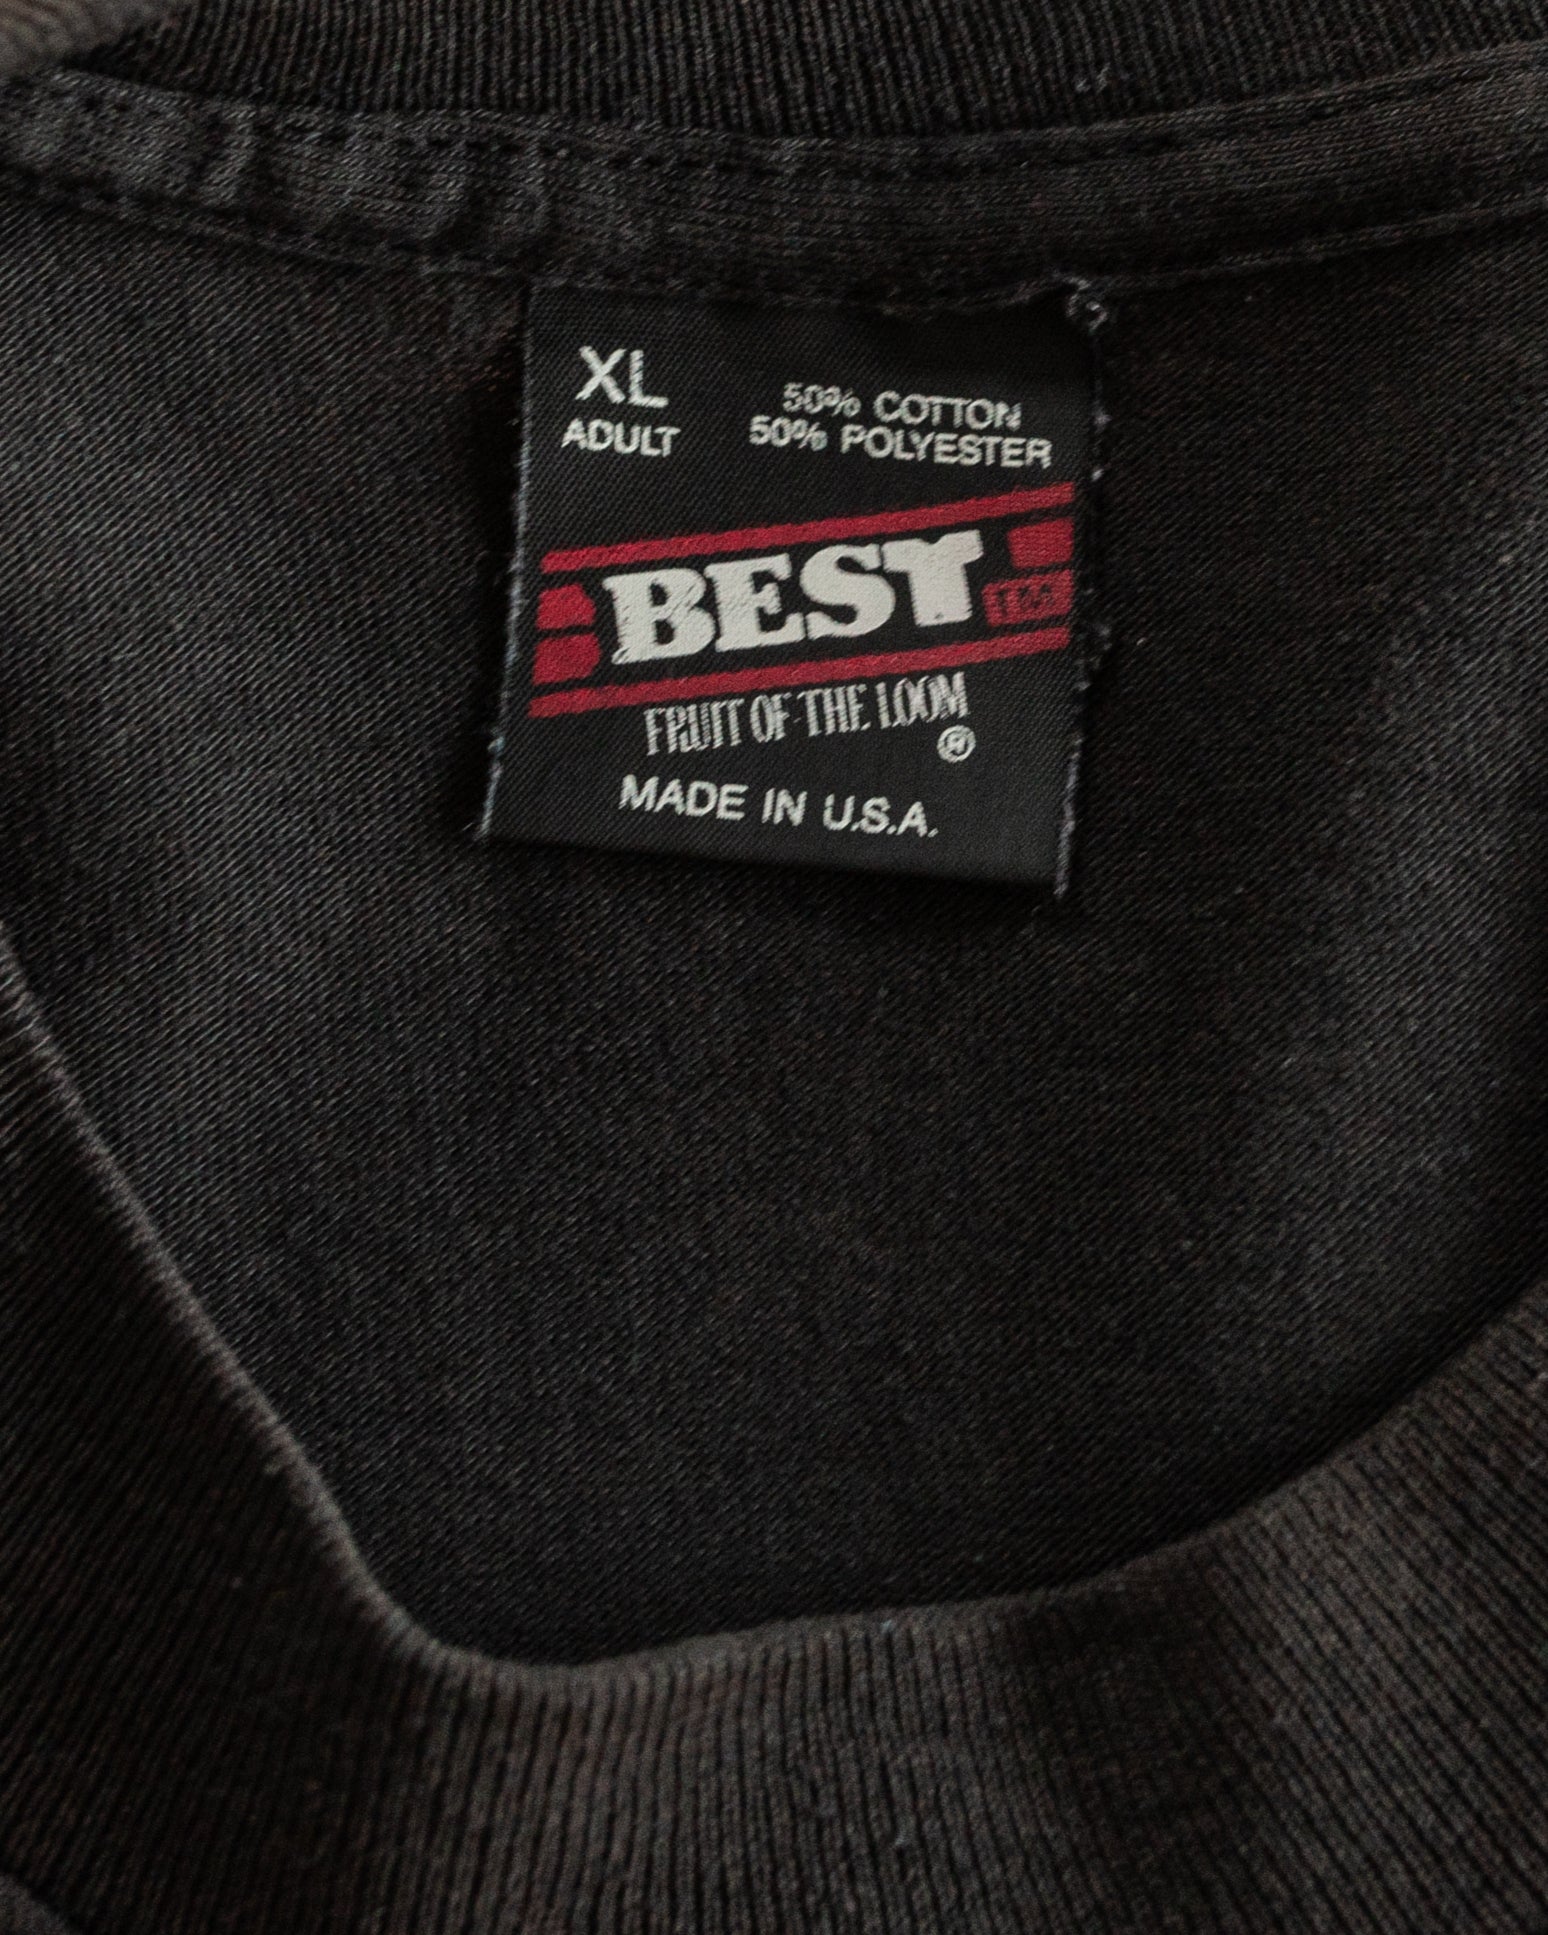 XL
ADULT
50% COTTON
50% POLYESTER
BEST
TM
FRUIT OF THE LOOM
®
MADE IN U.S.A.